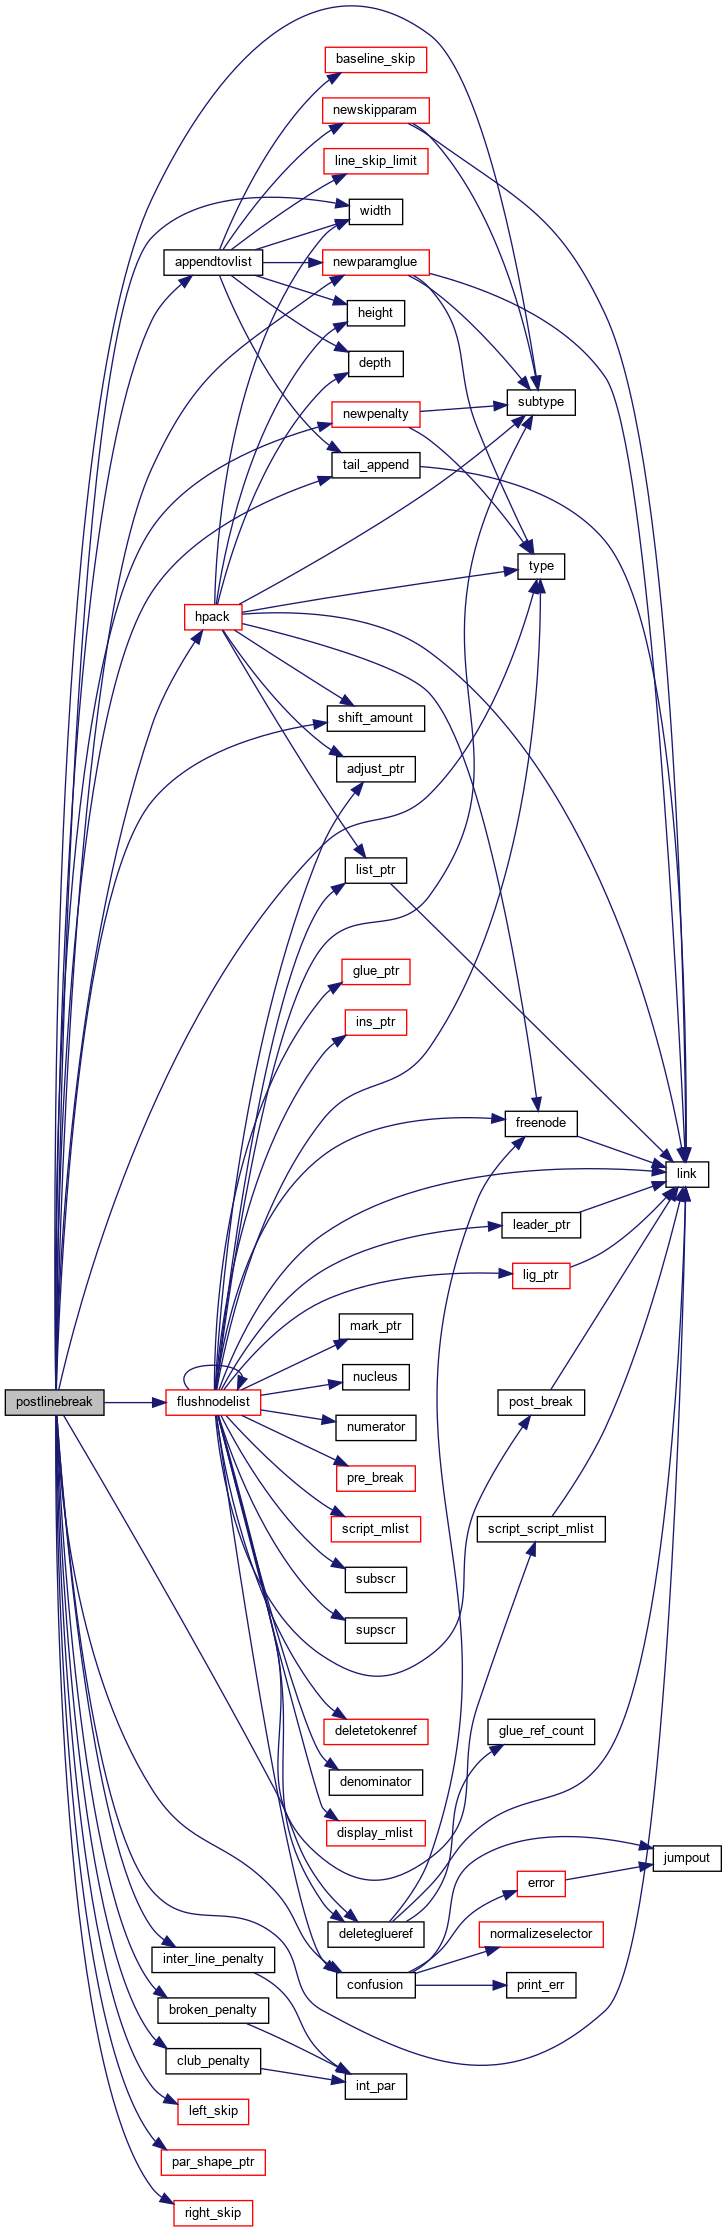 baseline_skip
newskipparam
line_skip_limit
width
appendtovlist
newparamglue
height
depth
subtype
newpenalty
tail_append
type
hpack
shift_amount
adjust_ptr
list_ptr
glue_ptr
ins_ptr
freenode
link
leader_ptr
lig_ptr
mark_ptr
nucleus
postlinebreak
flushnodelist
post_break
numerator
pre_break
script_mlist
script_script_mlist
subscr
supscr
deletetokenref
glue_ref_count
denominator
display_mlist
jumpout
error
deleteglueref
normalizeselector
inter_line_penalty
confusion
print_err
broken_penalty
club_penalty
int_par
left_skip
par_shape_ptr
right_skip